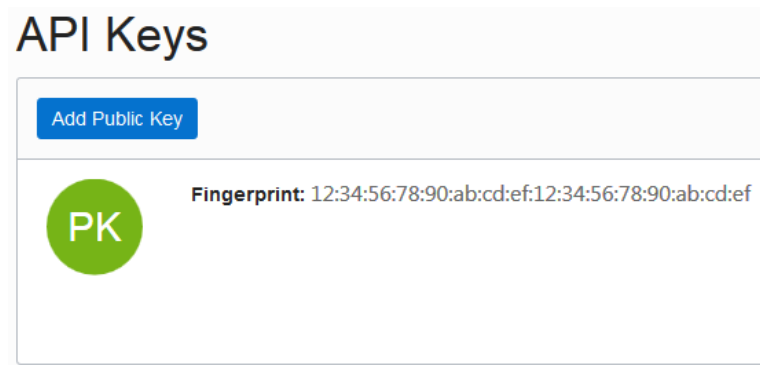 API Keys
Add Public Key
PK
Fingerprint: 12:34:56:78:90:ab:cd:ef:12:34:56:78:90:ab:cd:ef